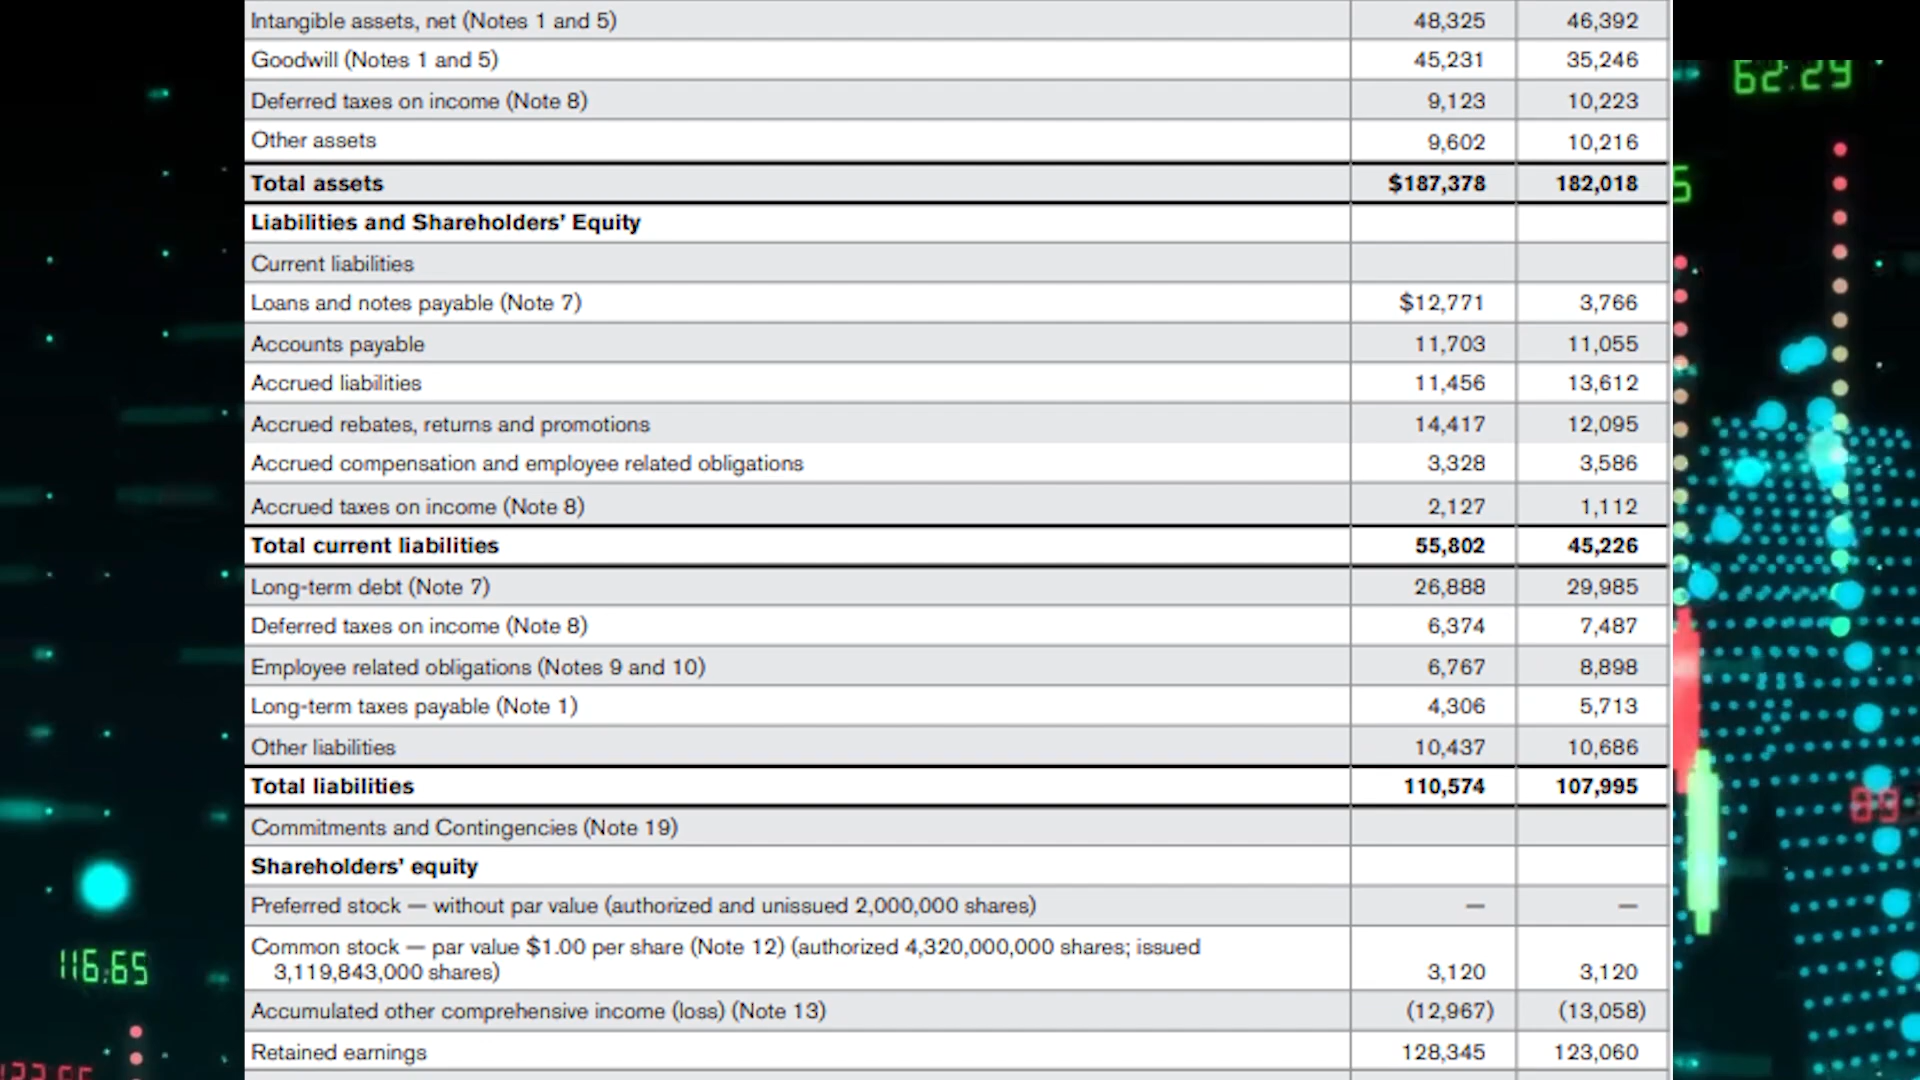 Intangible assets, net (Notes 1 and 5) 48,325 46,392
Goodwill (Notes 1 and 5) 45,231 35,246
Deferred taxes on income (Note 8) 9,123 10,223
Other assets 9,602 10,216
Total assets $187,378 182,018
Liabilities and Shareholders’ Equity
Current liabilities
Loans and notes payable (Note 7) $12,771 3,766
Accounts payable 11,703 11,055
Accrued liabilities 11,456 13,612
Accrued rebates, returns and promotions 14,417 12,095
Accrued compensation and employee related obligations 3,328 3,586
Accrued taxes on income (Note 8) 2,127 1,112
Total current liabilities 55,802 45,226
Long-term debt (Note 7) 26,888 29,985
Deferred taxes on income (Note 8) 6,374 7,487
Employee related obligations (Notes 9 and 10) 6,767 8,898
Long-term taxes payable (Note 1) 4,306 5,713
Other liabilities 10,437 10,686
Total liabilities 110,574 107,995
Commitments and Contingencies (Note 19)
Shareholders’ equity
Preferred stock — without par value (authorized and unissued 2,000,000 shares) — —
Common stock — par value $1.00 per share (Note 12) (authorized 4,320,000,000 shares; issued
3,119,843,000 shares) 3,120 3,120
Accumulated other comprehensive income (loss) (Note 13) (12,967) (13,058)
Retained earnings 128,345 123,060
62.29
5
89
116.65